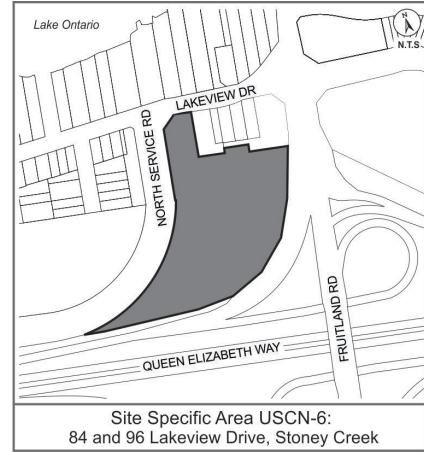 Lake Ontario
N
N.T.S
LAKEVIEW DR
NORTH SERVICE RD
FRUITLAND RD
QUEEN ELIZABETH WAY
Site Specific Area USCN-6:
84 and 96 Lakeview Drive, Stoney Creek